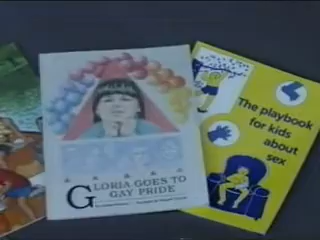 GLORIA GOES TO
GAY PRIDE
The playbook
for kids
about
sex